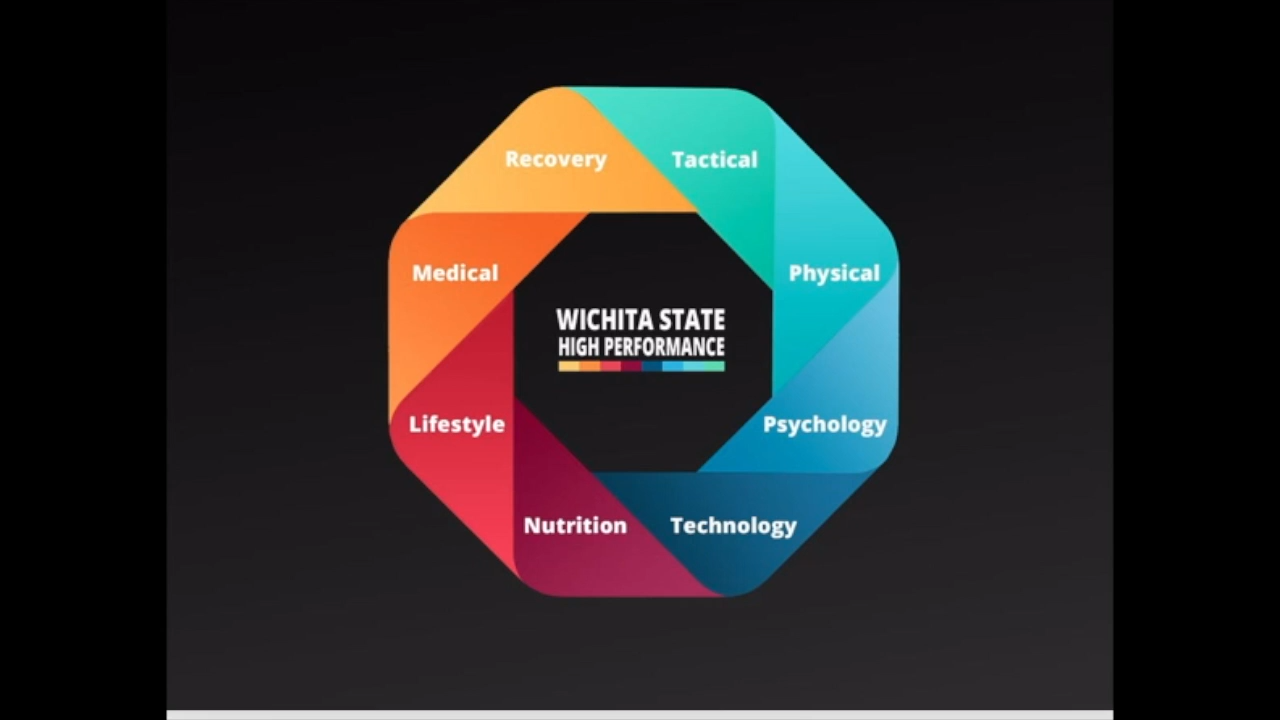 Recovery
Tactical
Medical
Physical
WICHITA STATE
HIGH PERFORMANCE
Lifestyle
Psychology
Nutrition
Technology